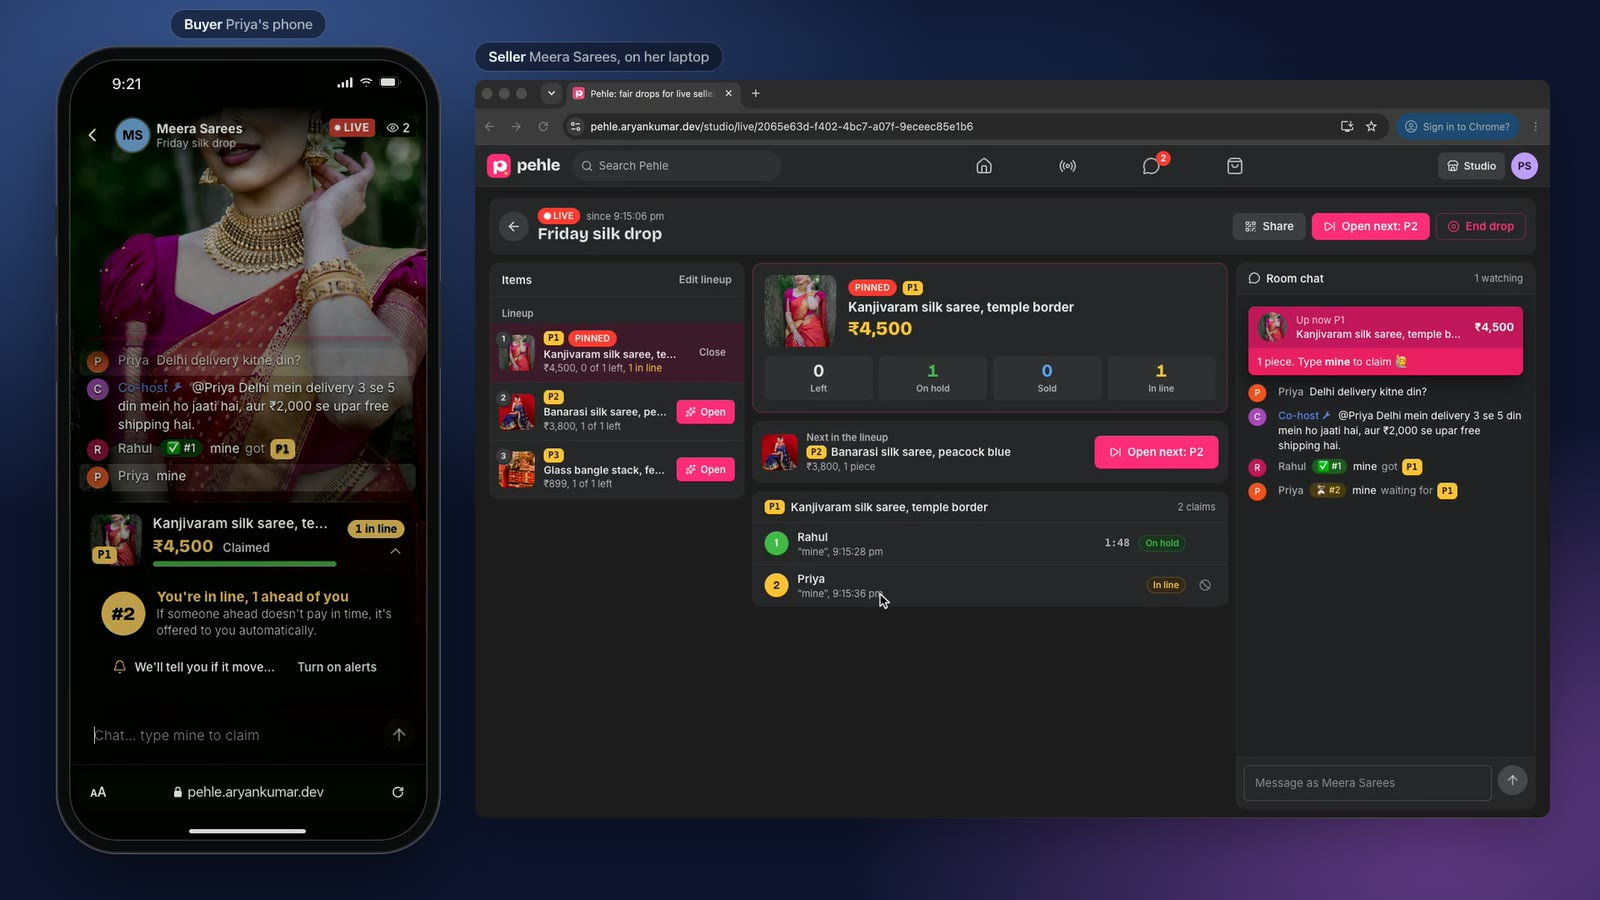 Buyer Priya's phone
9:21
MS
Meera Sarees
Friday silk drop
LIVE
2
P Priya Delhi delivery kitne din?
C Co-host @Priya Delhi mein delivery 3 se 5
din mein ho jaati hai, aur ₹2,000 se upar free
shipping hai.
R Rahul #1 mine got P1
P Priya mine
Kanjivaram silk saree, te...
1 in line
P1
₹4,500 Claimed
#2
You're in line, 1 ahead of you
If someone ahead doesn't pay in time, it's
offered to you automatically.
We'll tell you if it move... Turn on alerts
Chat... type mine to claim
AA pehle.aryankumar.dev
Seller Meera Sarees, on her laptop
Pehle: fair drops for live selle
pehle.aryankumar.dev/studio/live/2065e63d-f402-4bc7-a07f-9eceec85e1b6
Sign in to Chrome?
p pehle
Search Pehle
2
Studio
PS
LIVE since 9:15:06 pm
Friday silk drop
Share
Open next: P2
End drop
Items
Edit lineup
Lineup
1
P1 PINNED
Kanjivaram silk saree, te...
₹4,500, 0 of 1 left, 1 in line
Close
2
P2
Banarasi silk saree, pe...
₹3,800, 1 of 1 left
Open
3
P3
Glass bangle stack, fe...
₹899, 1 of 1 left
Open
PINNED P1
Kanjivaram silk saree, temple border
₹4,500
0
Left
1
On hold
0
Sold
1
In line
Next in the lineup
P2 Banarasi silk saree, peacock blue
₹3,800, 1 piece
Open next: P2
P1 Kanjivaram silk saree, temple border
2 claims
1
Rahul
"mine", 9:15:28 pm
1:48 On hold
2
Priya
"mine", 9:15:36 pm
In line
Room chat
1 watching
Up now P1
Kanjivaram silk saree, temple b...
₹4,500
1 piece. Type mine to claim
P Priya Delhi delivery kitne din?
C Co-host @Priya Delhi mein delivery 3 se 5 din
mein ho jaati hai, aur ₹2,000 se upar free
shipping hai.
R Rahul #1 mine got P1
P Priya #2 mine waiting for P1
Message as Meera Sarees